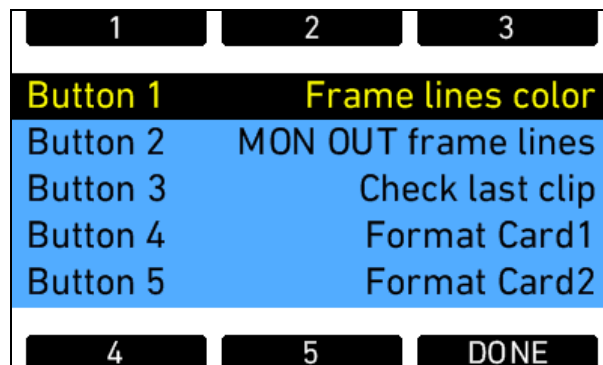 1 2 3
Button 1 Frame lines color
Button 2 MON OUT frame lines
Button 3 Check last clip
Button 4 Format Card1
Button 5 Format Card2
4 5 DONE